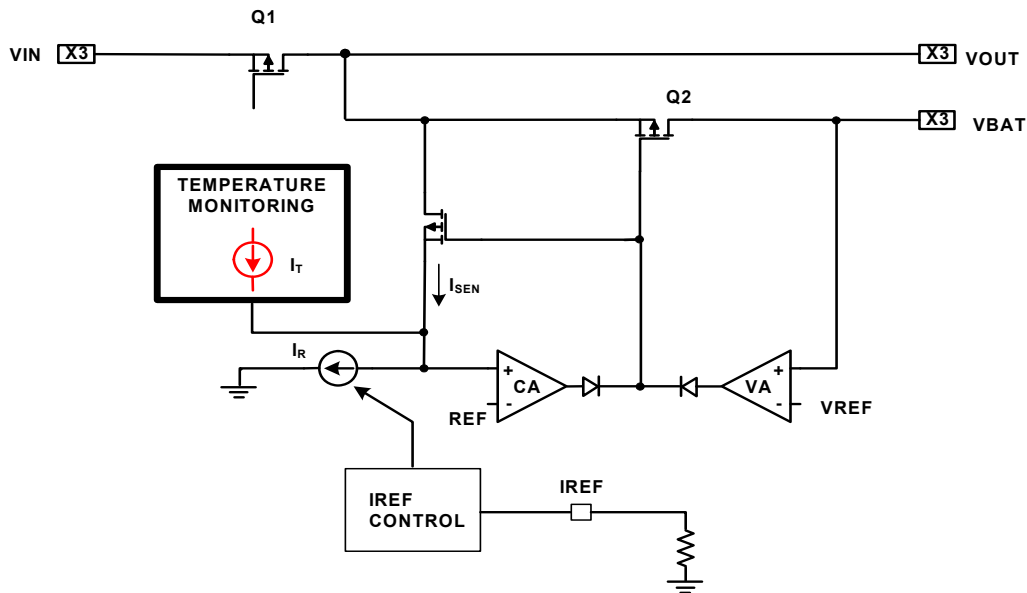 Q1
VIN
X3
X3
VOUT
Q2
X3
VBAT
TEMPERATURE
MONITORING
IT
ISEN
IR
+
CA
-
REF
+
VA
-
VREF
IREF
CONTROL
IREF